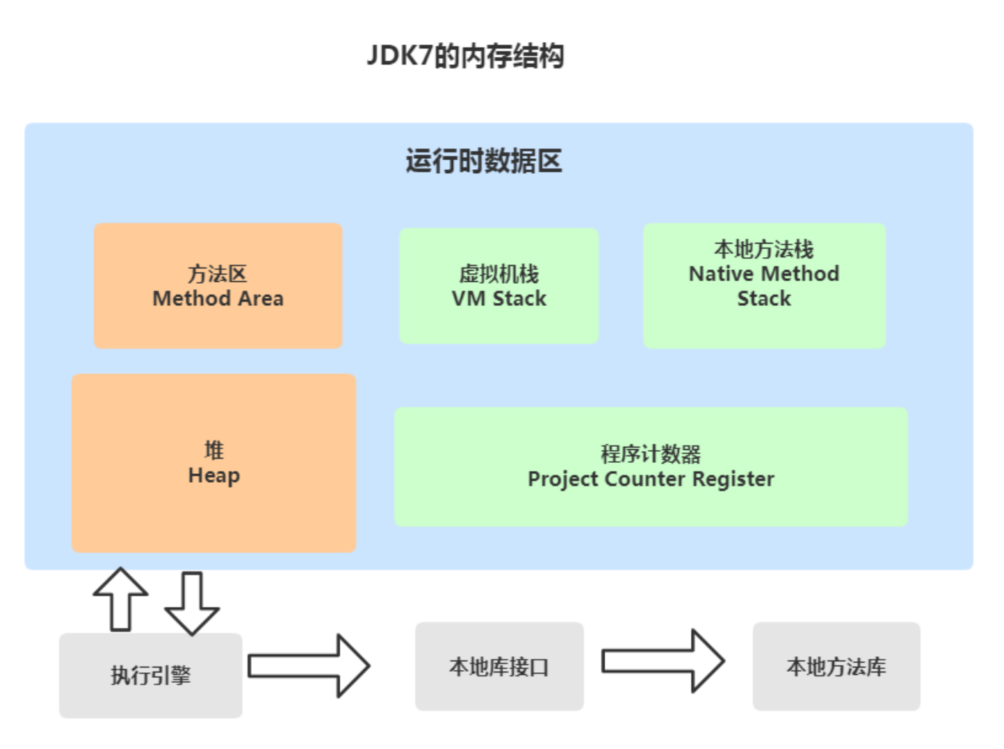 JDK7的内存结构
运行时数据区
方法区
Method Area
虚拟机栈
VM Stack
本地方法栈
Native Method
Stack
堆
Heap
程序计数器
Project Counter Register
执行引擎
本地库接口
本地方法库